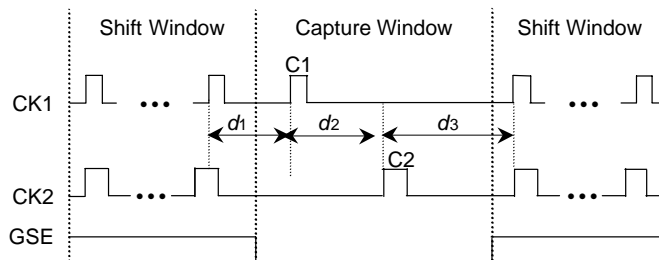 Shift Window Capture Window Shift Window
C1
CK1 ••• •••
d1 d2 d3
C2
CK2 ••• •••
GSE